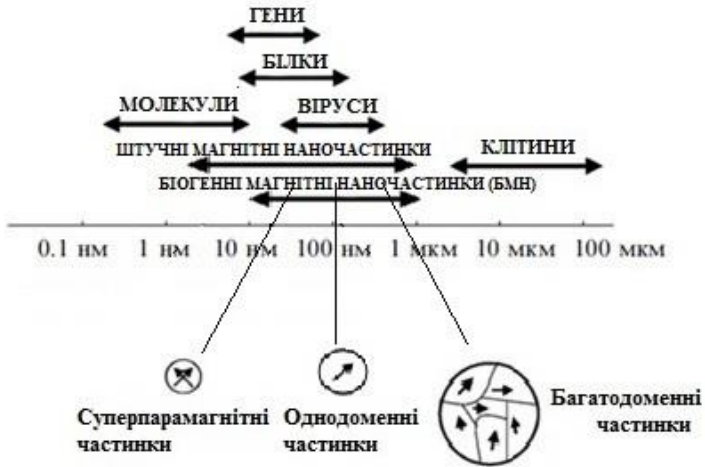 ГЕНИ
БІЛКИ
МОЛЕКУЛИ
ВІРУСИ
ШТУЧНІ МАГНІТНІ НАНОЧАСТИНКИ
КЛІТИНИ
БІОГЕННІ МАГНІТНІ НАНОЧАСТИНКИ (БМН)
0.1 нм 1 нм 10 нм 100 нм 1 мкм 10 мкм 100 мкм
Суперпарамагнітні
частинки
Однодоменні
частинки
Багатодоменні
частинки